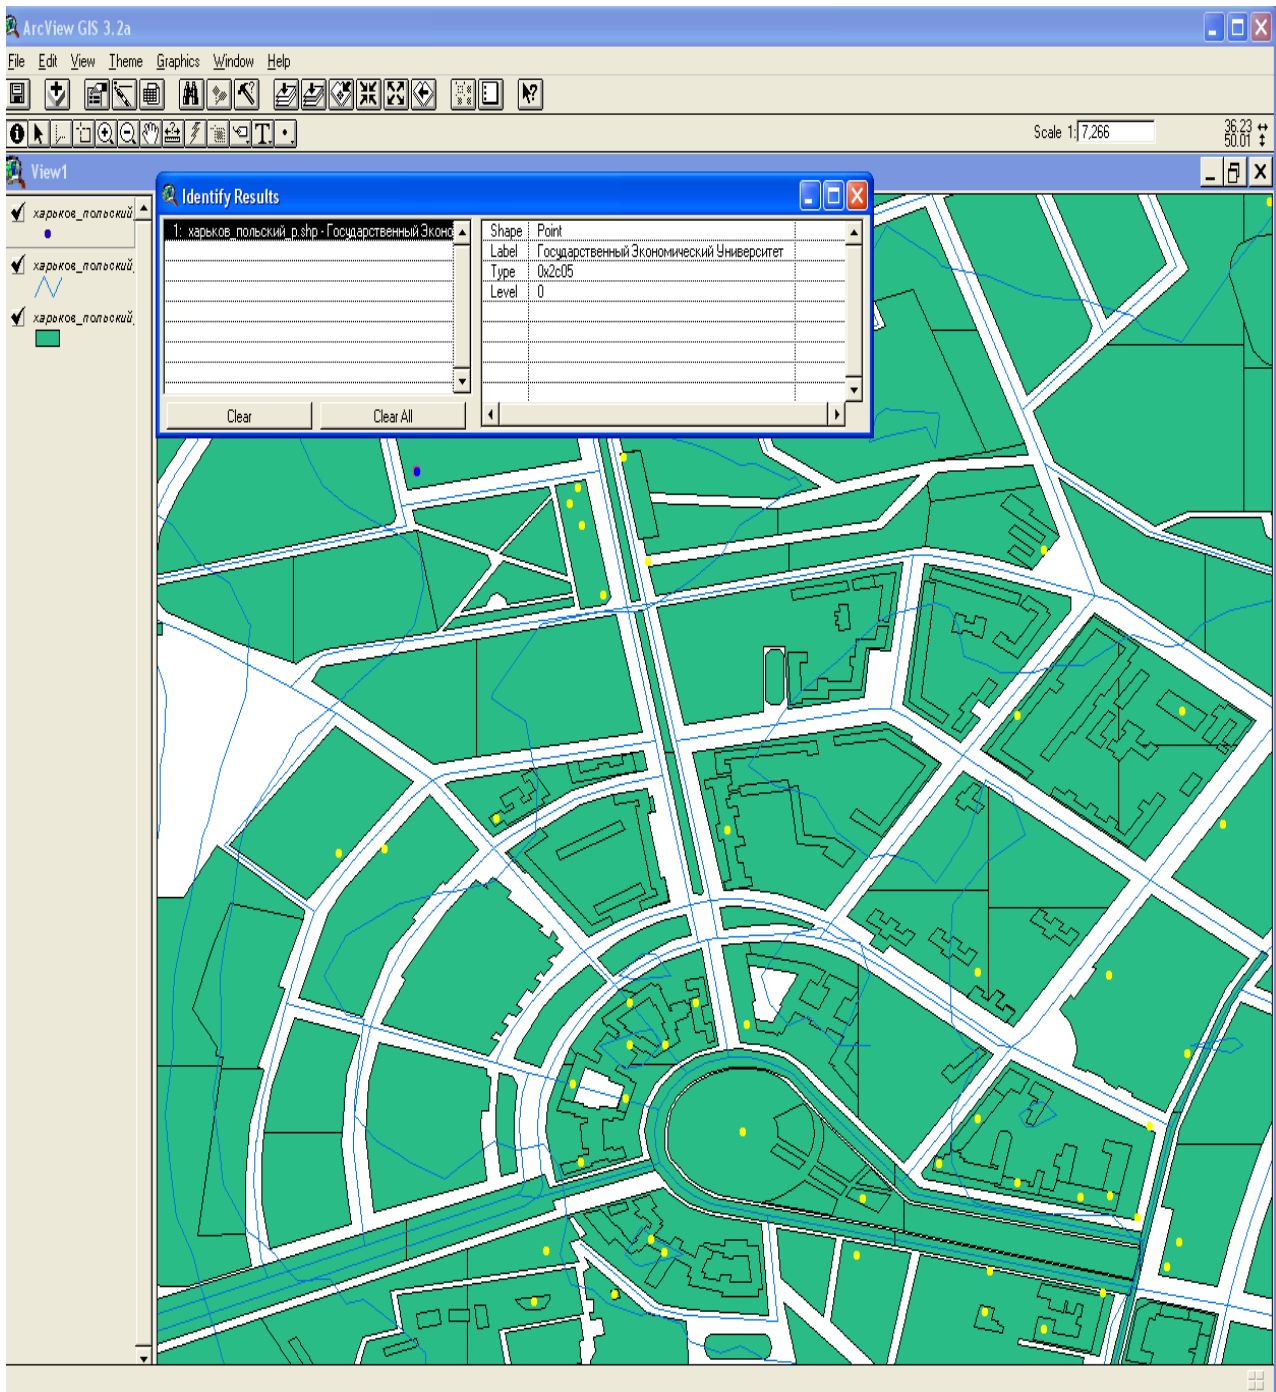 ArcView GIS 3.2a
File Edit View Theme Graphics Window Help
Scale 1: 7,266
36.23
50.01
View1
харьков_польский
харьков_польский
харьков_польский
Identify Results
1: харьков_польский_p.shp - Государственный Эконо
Shape Point
Label Государственный Экономический Университет
Type 0x2c05
Level 0
Clear
Clear All